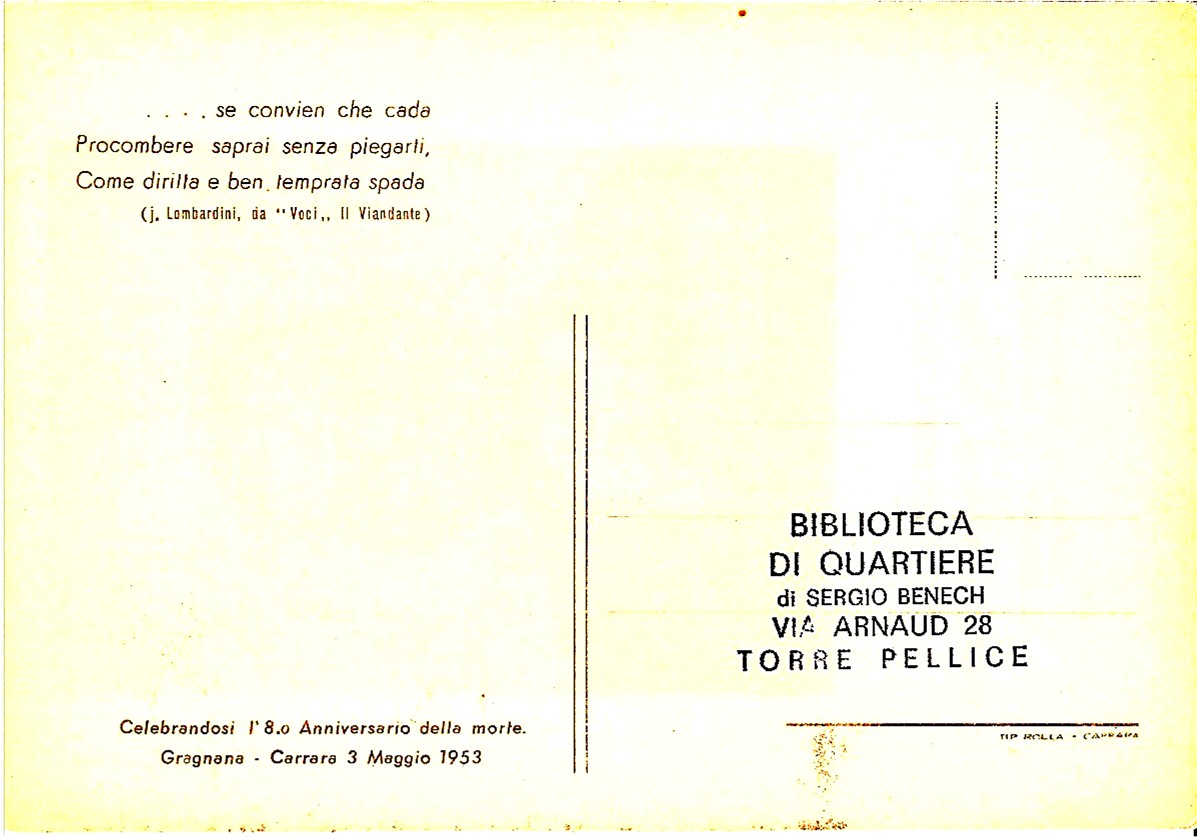 . . . . se convien che cada
Procombere saprai senza piegarti,
Come diritta e ben temprata spada
(j. Lombardini, da "Voci,, Il Viandante)
BIBLIOTECA
DI QUARTIERE
di SERGIO BENECH
VIA ARNAUD 28
TORRE PELLICE
Celebrandosi l'8.o Anniversario della morte.
Gragnana - Carrara 3 Maggio 1953
TIP ROLLA - CARRARA